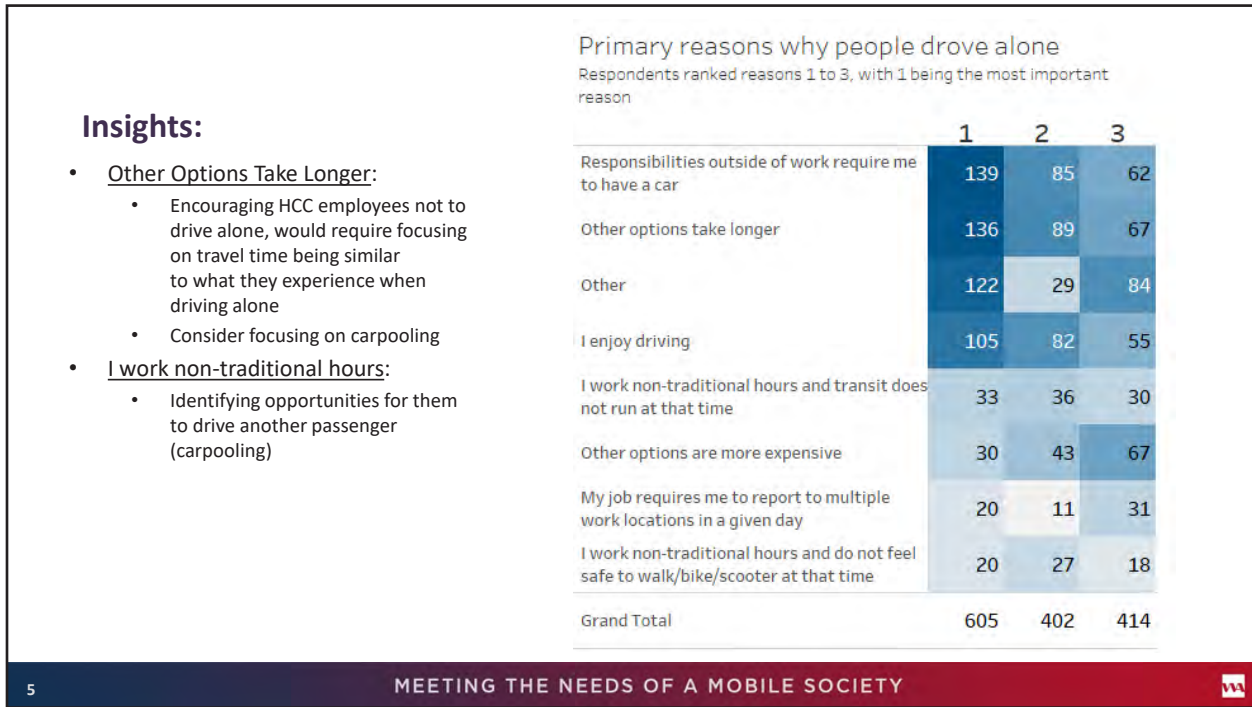 Primary reasons why people drove alone
Respondents ranked reasons 1 to 3, with 1 being the most important
reason
Insights:
• Other Options Take Longer:
• Encouraging HCC employees not to
drive alone, would require focusing
on travel time being similar
to what they experience when
driving alone
• Consider focusing on carpooling
• I work non-traditional hours:
• Identifying opportunities for them
to drive another passenger
(carpooling)
1 2 3
Responsibilities outside of work require me
to have a car
139 85 62
Other options take longer 136 89 67
Other 122 29 84
I enjoy driving 105 82 55
I work non-traditional hours and transit does
not run at that time
33 36 30
Other options are more expensive 30 43 67
My job requires me to report to multiple
work locations in a given day
20 11 31
I work non-traditional hours and do not feel
safe to walk/bike/scooter at that time
20 27 18
Grand Total 605 402 414
5 MEETING THE NEEDS OF A MOBILE SOCIETY